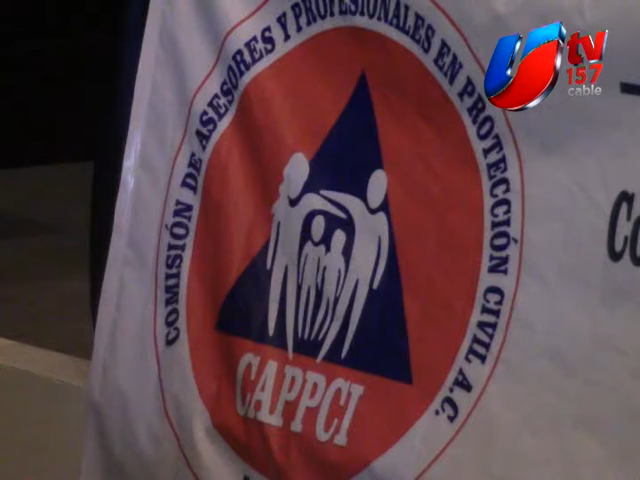 COMISIÓN DE ASESORES Y PROFESIONALES EN PROTECCIÓN CIVIL A.C.
CAPPCI
U tv
157
cable